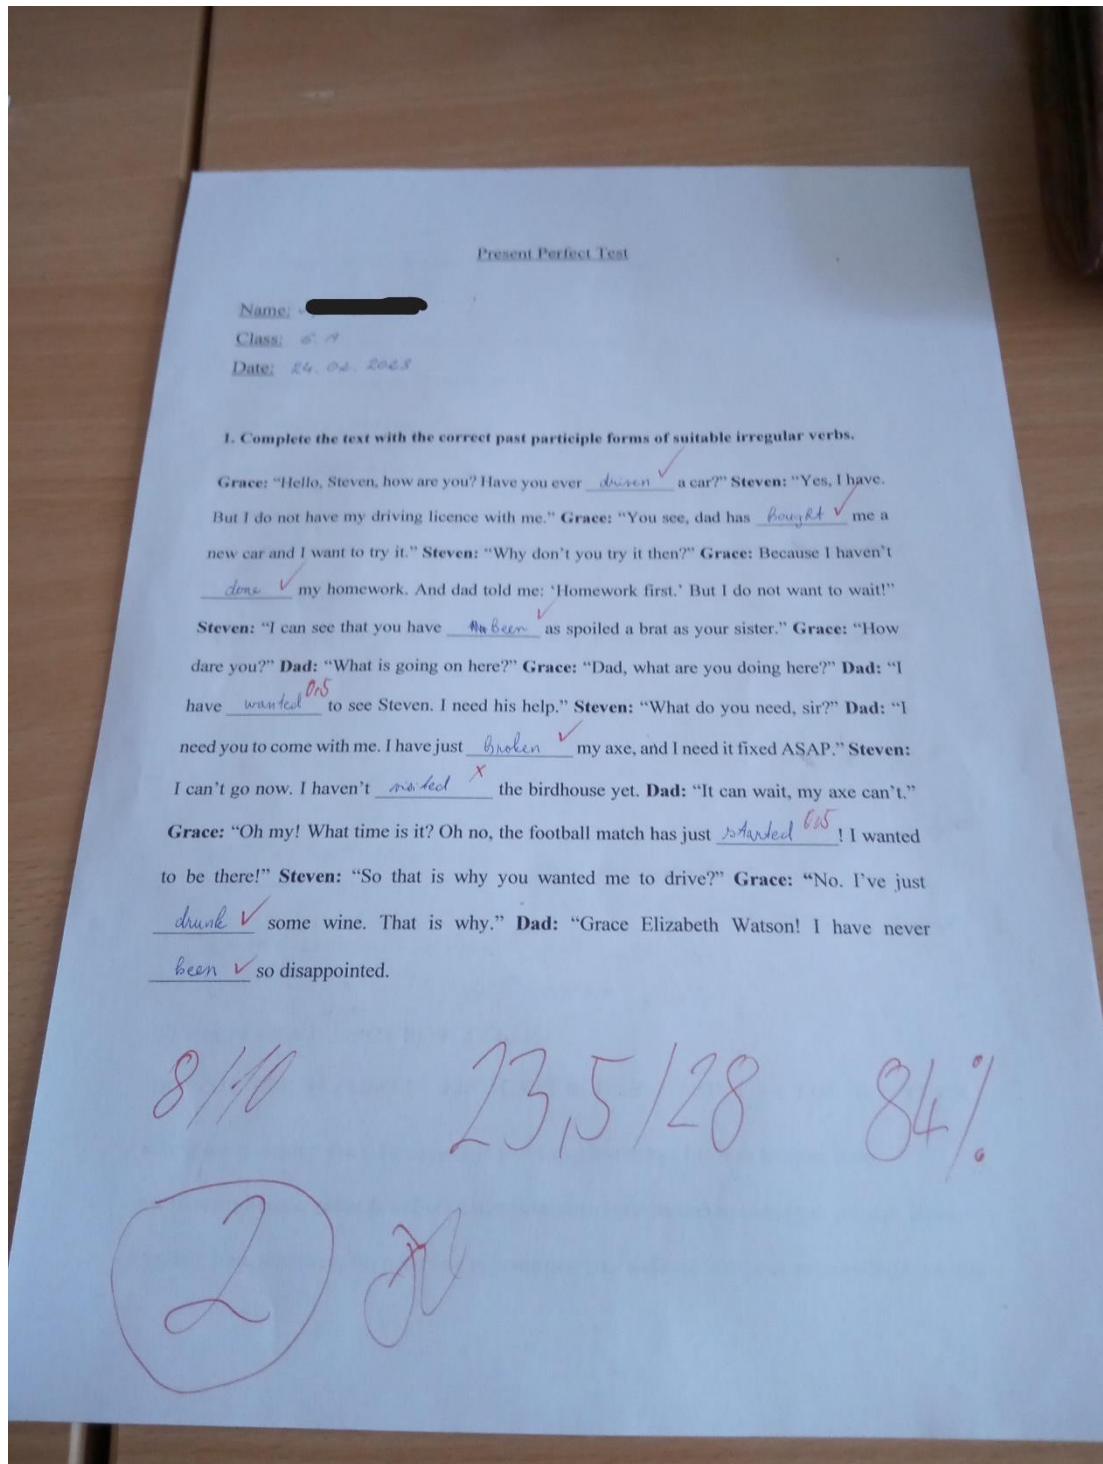 Present Perfect Test
Name:
Class: 6. A
Date: 24. 02. 2023
1. Complete the text with the correct past participle forms of suitable irregular verbs.
Grace: “Hello, Steven, how are you? Have you ever driven a car?” Steven: “Yes, I have.
But I do not have my driving licence with me.” Grace: “You see, dad has bought me a
new car and I want to try it.” Steven: “Why don’t you try it then?” Grace: Because I haven’t
done my homework. And dad told me: ‘Homework first.’ But I do not want to wait!”
Steven: “I can see that you have been as spoiled a brat as your sister.” Grace: “How
dare you?” Dad: “What is going on here?” Grace: “Dad, what are you doing here?” Dad: “I
have wanted 0,5 to see Steven. I need his help.” Steven: “What do you need, sir?” Dad: “I
need you to come with me. I have just broken my axe, and I need it fixed ASAP.” Steven:
I can’t go now. I haven’t visited the birdhouse yet. Dad: “It can wait, my axe can’t.”
Grace: “Oh my! What time is it? Oh no, the football match has just started 0,5 ! I wanted
to be there!” Steven: “So that is why you wanted me to drive?” Grace: “No. I’ve just
drunk some wine. That is why.” Dad: “Grace Elizabeth Watson! I have never
been so disappointed.
8/10 23,5/28 84%
2